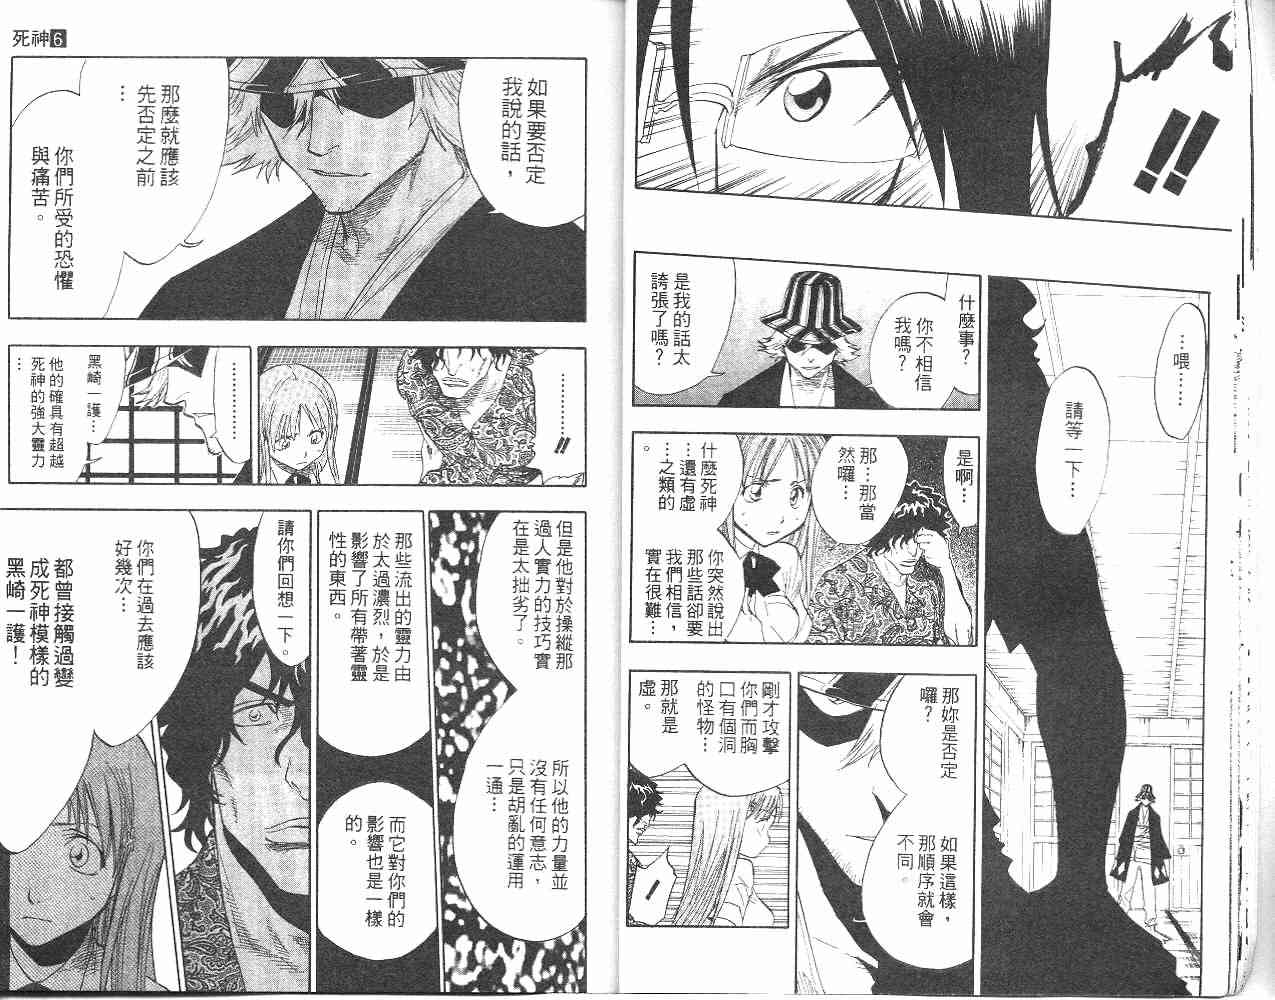 !!
…喂……
請等一下…
什麼事?
你不相信
我嗎?
是我的話太
誇張了嗎?
是啊…
那…那當
然囉…
什麼死神
…還有虛
…之類的
。
你突然說出
那些話卻要
我們相信,
實在很難…
那妳是否定
囉?
如果這樣,
那順序就會
不同。
剛才攻擊
你們而胸
口有個洞
的怪物…
那就是
虛。
死神6
如果要否定
我說的話,
那麼就應該
先否定之前
…
你們所受的恐懼
與痛苦。
…………!!
…………
黑崎一護…
他的確具有超越
死神的強大靈力
…
但是他對於操縱那
過人實力的技巧實
在是太拙劣了。
所以他的力量並
沒有任何意志,
只是胡亂的運用
一通…
那些流出的靈力由
於太過濃烈,於是
影響了所有帶著靈
性的東西。
而它對你們的
影響也是一樣
的。
請你們回想一下。
你們在過去應該
好幾次…
都曾接觸過變
成死神模樣的
黑崎一護!